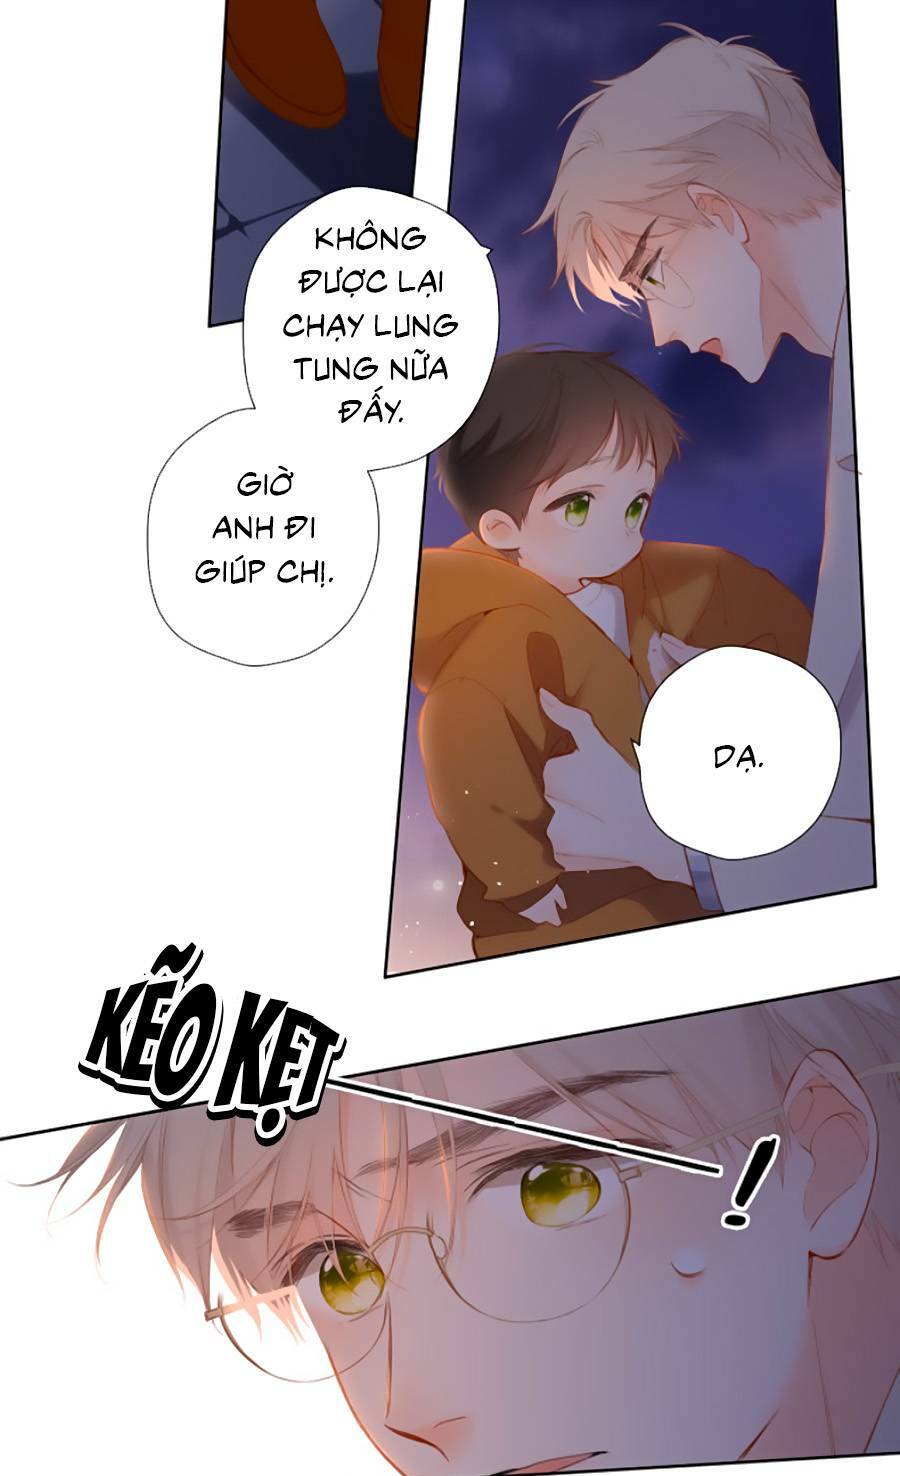 KHÔNG
ĐƯỢC LẠI
CHẠY LUNG
TUNG NỮA
ĐẤY.
GIỜ
ANH ĐI
GIÚP CHỊ.
DẠ.
KẼO KẸT
!